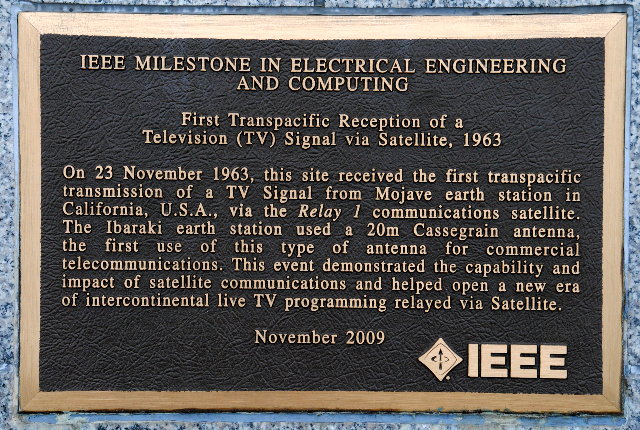 IEEE MILESTONE IN ELECTRICAL ENGINEERING
AND COMPUTING
First Transpacific Reception of a
Television (TV) Signal via Satellite, 1963
On 23 November 1963, this site received the first transpacific
transmission of a TV Signal from Mojave earth station in
California, U.S.A., via the Relay 1 communications satellite.
The Ibaraki earth station used a 20m Cassegrain antenna,
the first use of this type of antenna for commercial
telecommunications. This event demonstrated the capability and
impact of satellite communications and helped open a new era
of intercontinental live TV programming relayed via Satellite.
November 2009
IEEE